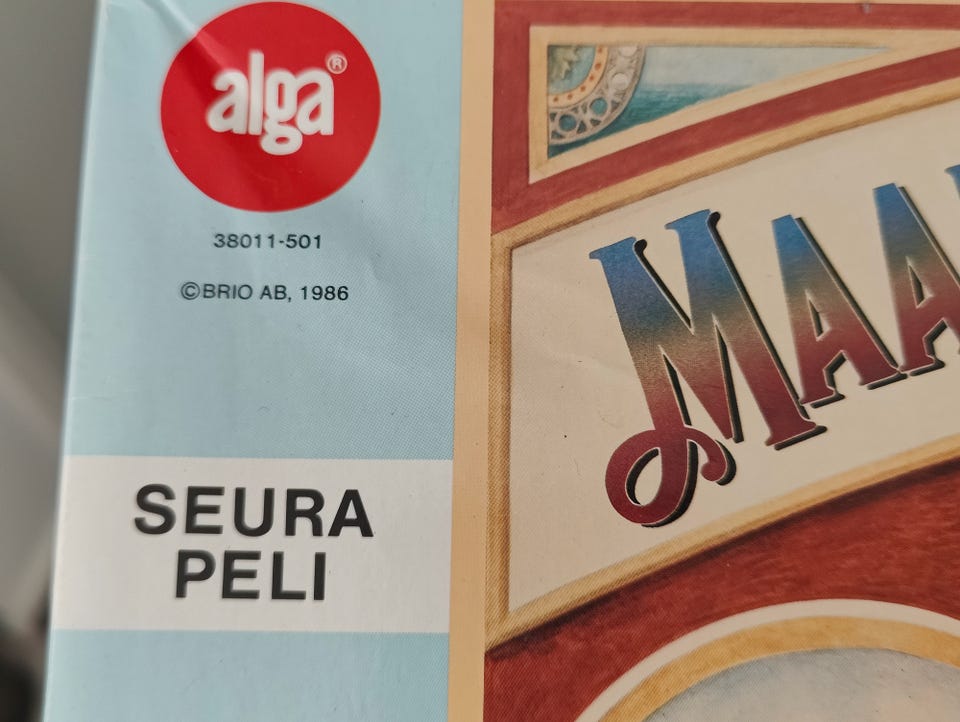 alga®
38011-501
©BRIO AB, 1986
SEURA
PELI
MAA